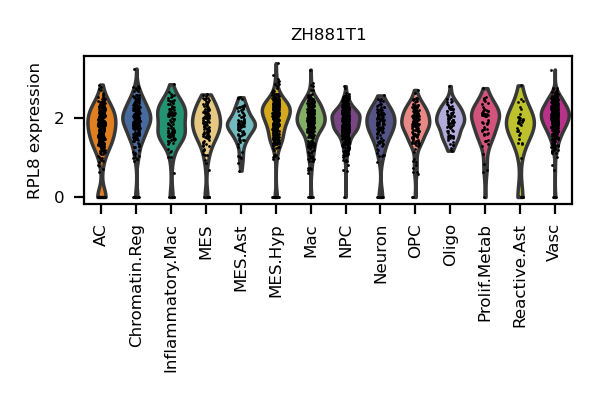 ZH881T1
RPL8 expression
2
0
AC
Chromatin.Reg
Inflammatory.Mac
MES
MES.Ast
MES.Hyp
Mac
NPC
Neuron
OPC
Oligo
Prolif.Metab
Reactive.Ast
Vasc